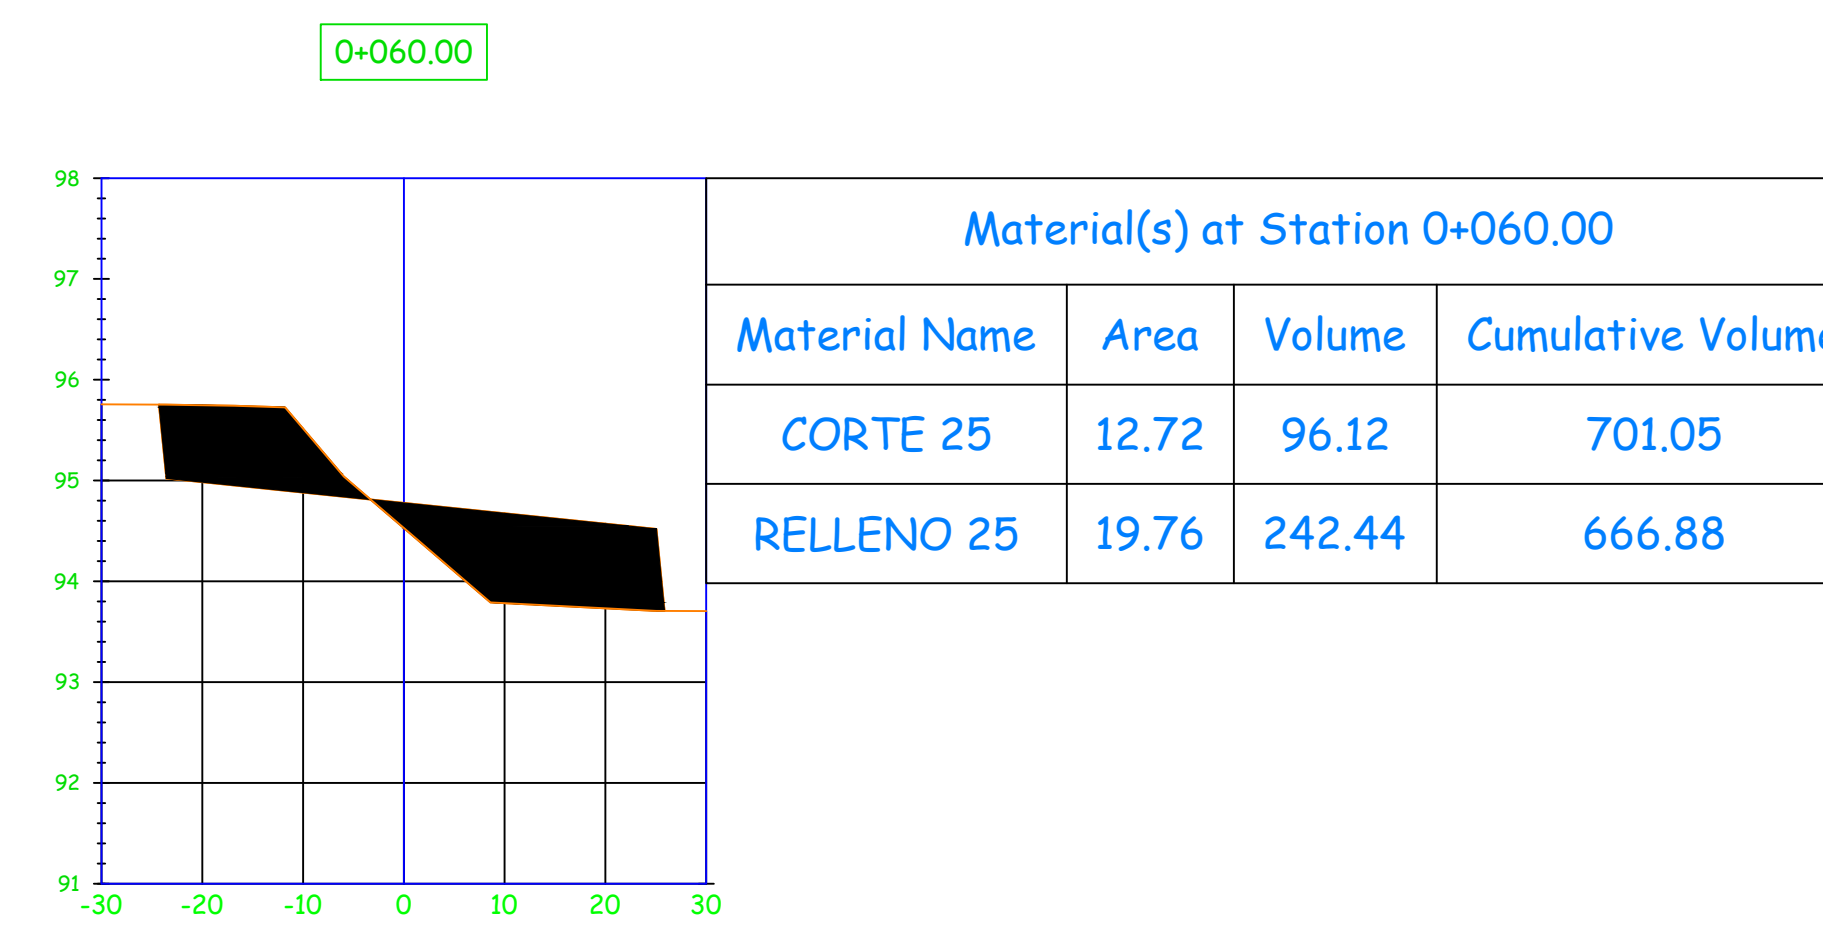 0+060.00
98
97
96
95
94
93
92
91
-30 -20 -10 0 10 20 30
Material(s) at Station 0+060.00
Material Name Area Volume Cumulative Volume
CORTE 25 12.72 96.12 701.05
RELLENO 25 19.76 242.44 666.88